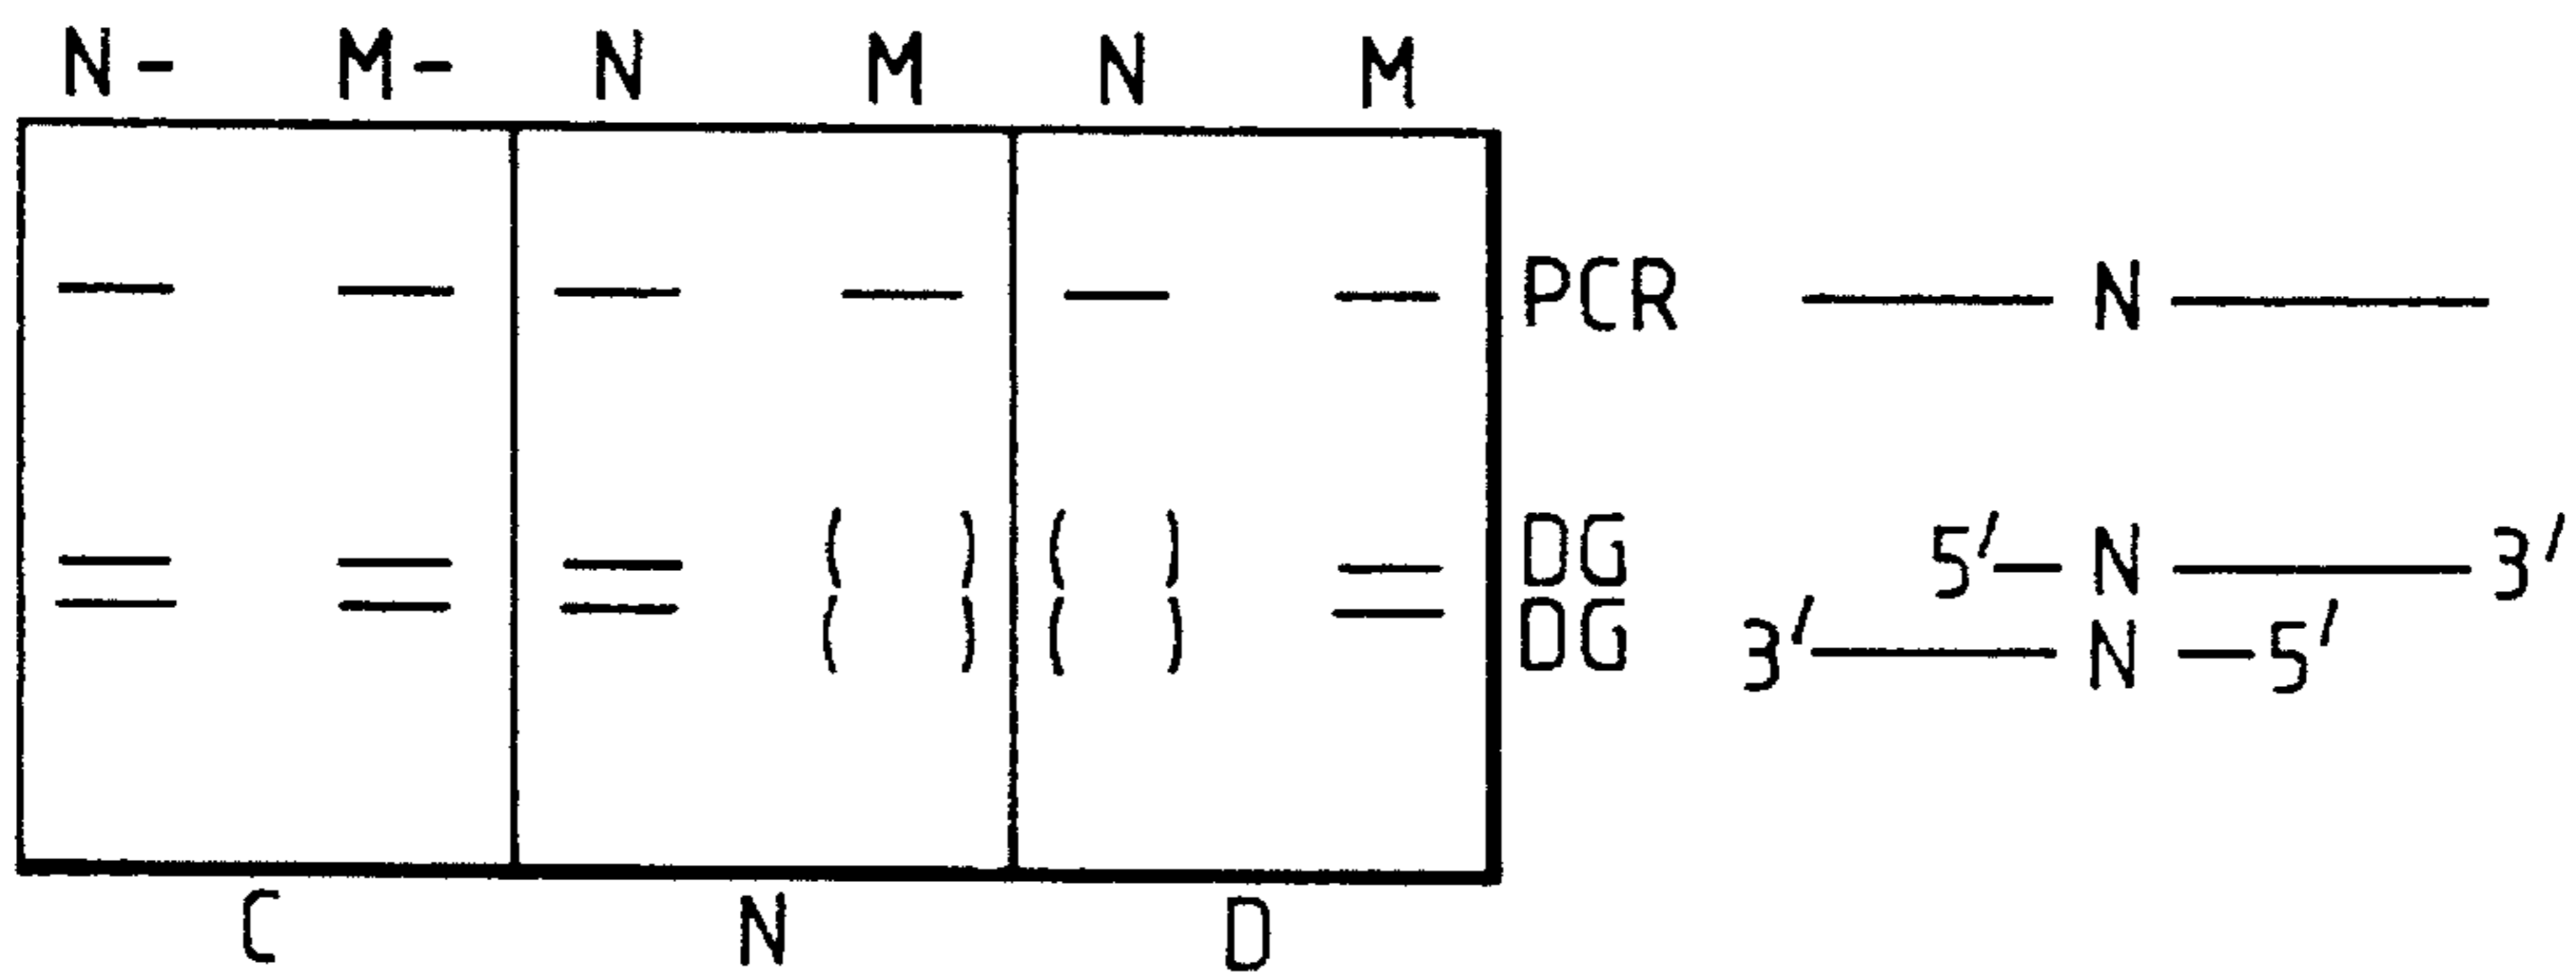 N- M- N M N M
PCR N
( ) ( ) DG 5' N 3'
( ) ( ) DG 3' N 5'
C N D